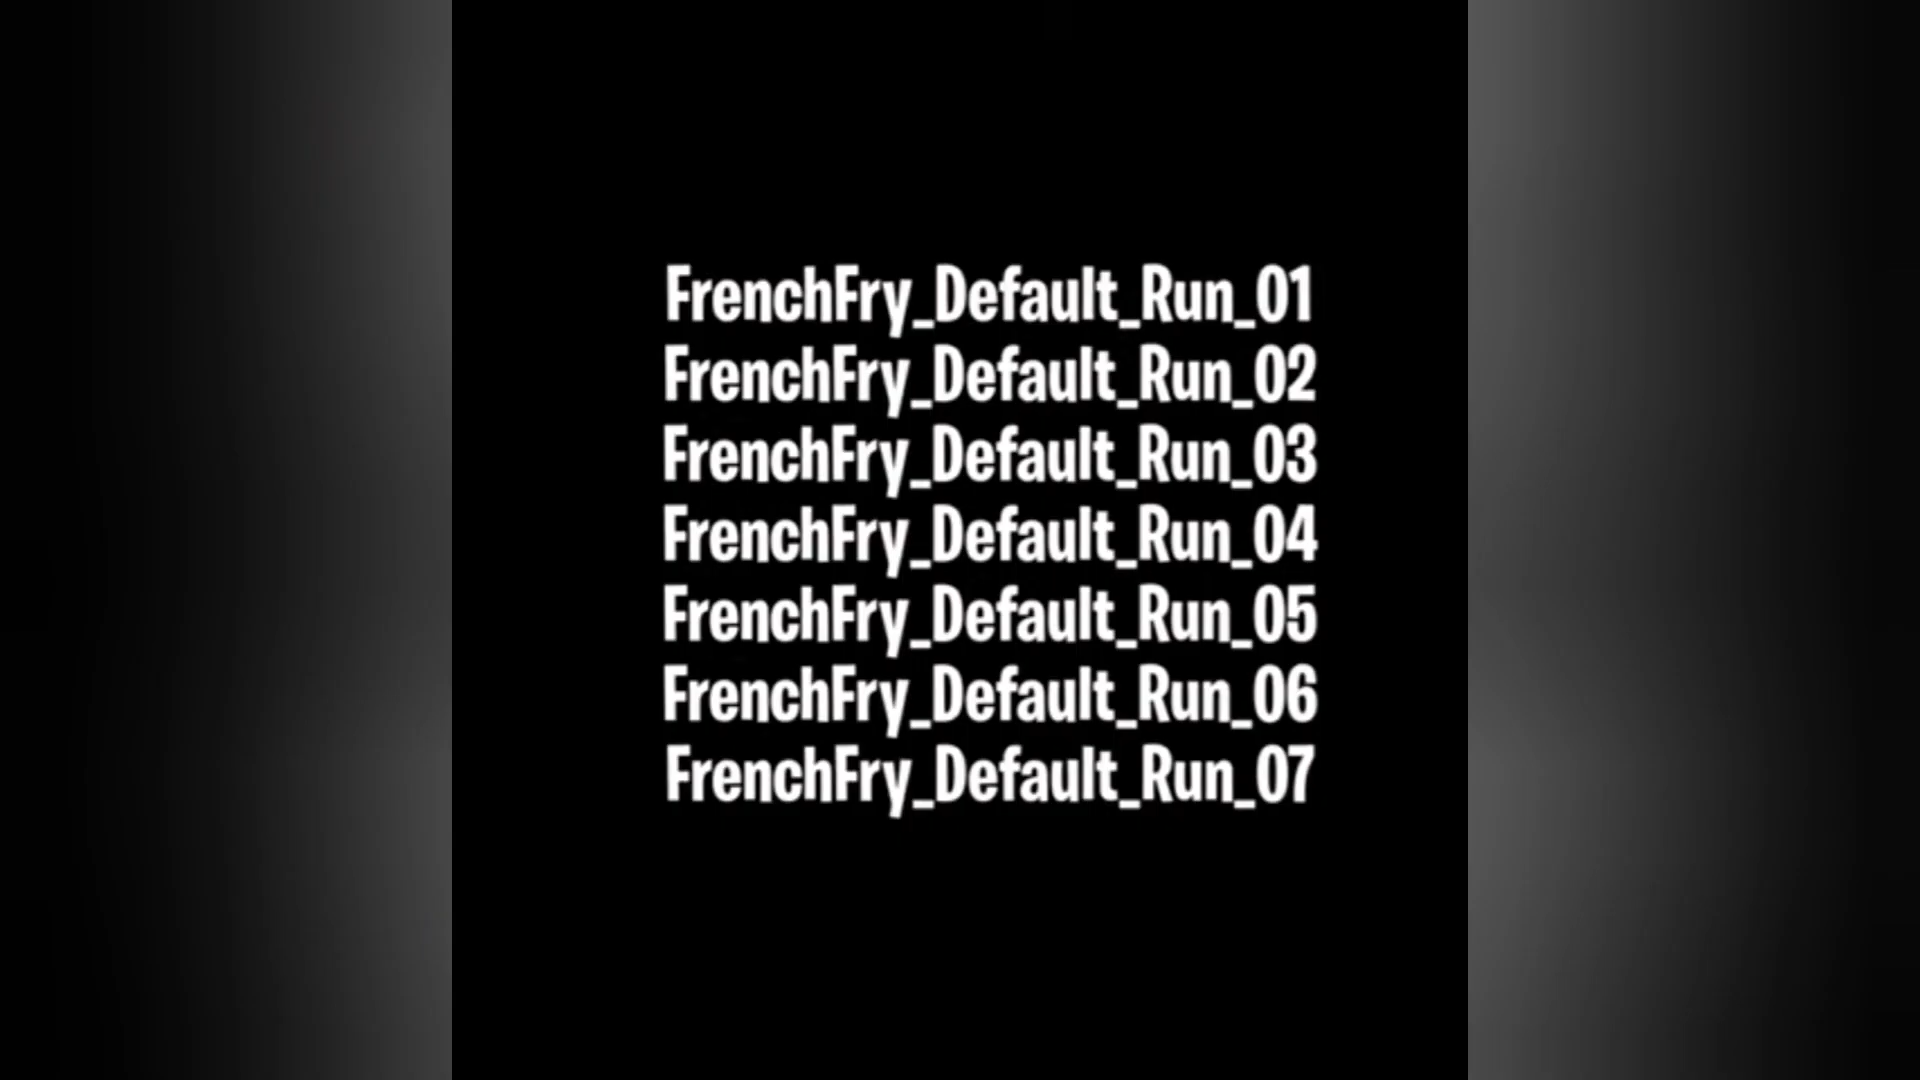 FrenchFry_Default_Run_01
FrenchFry_Default_Run_02
FrenchFry_Default_Run_03
FrenchFry_Default_Run_04
FrenchFry_Default_Run_05
FrenchFry_Default_Run_06
FrenchFry_Default_Run_07